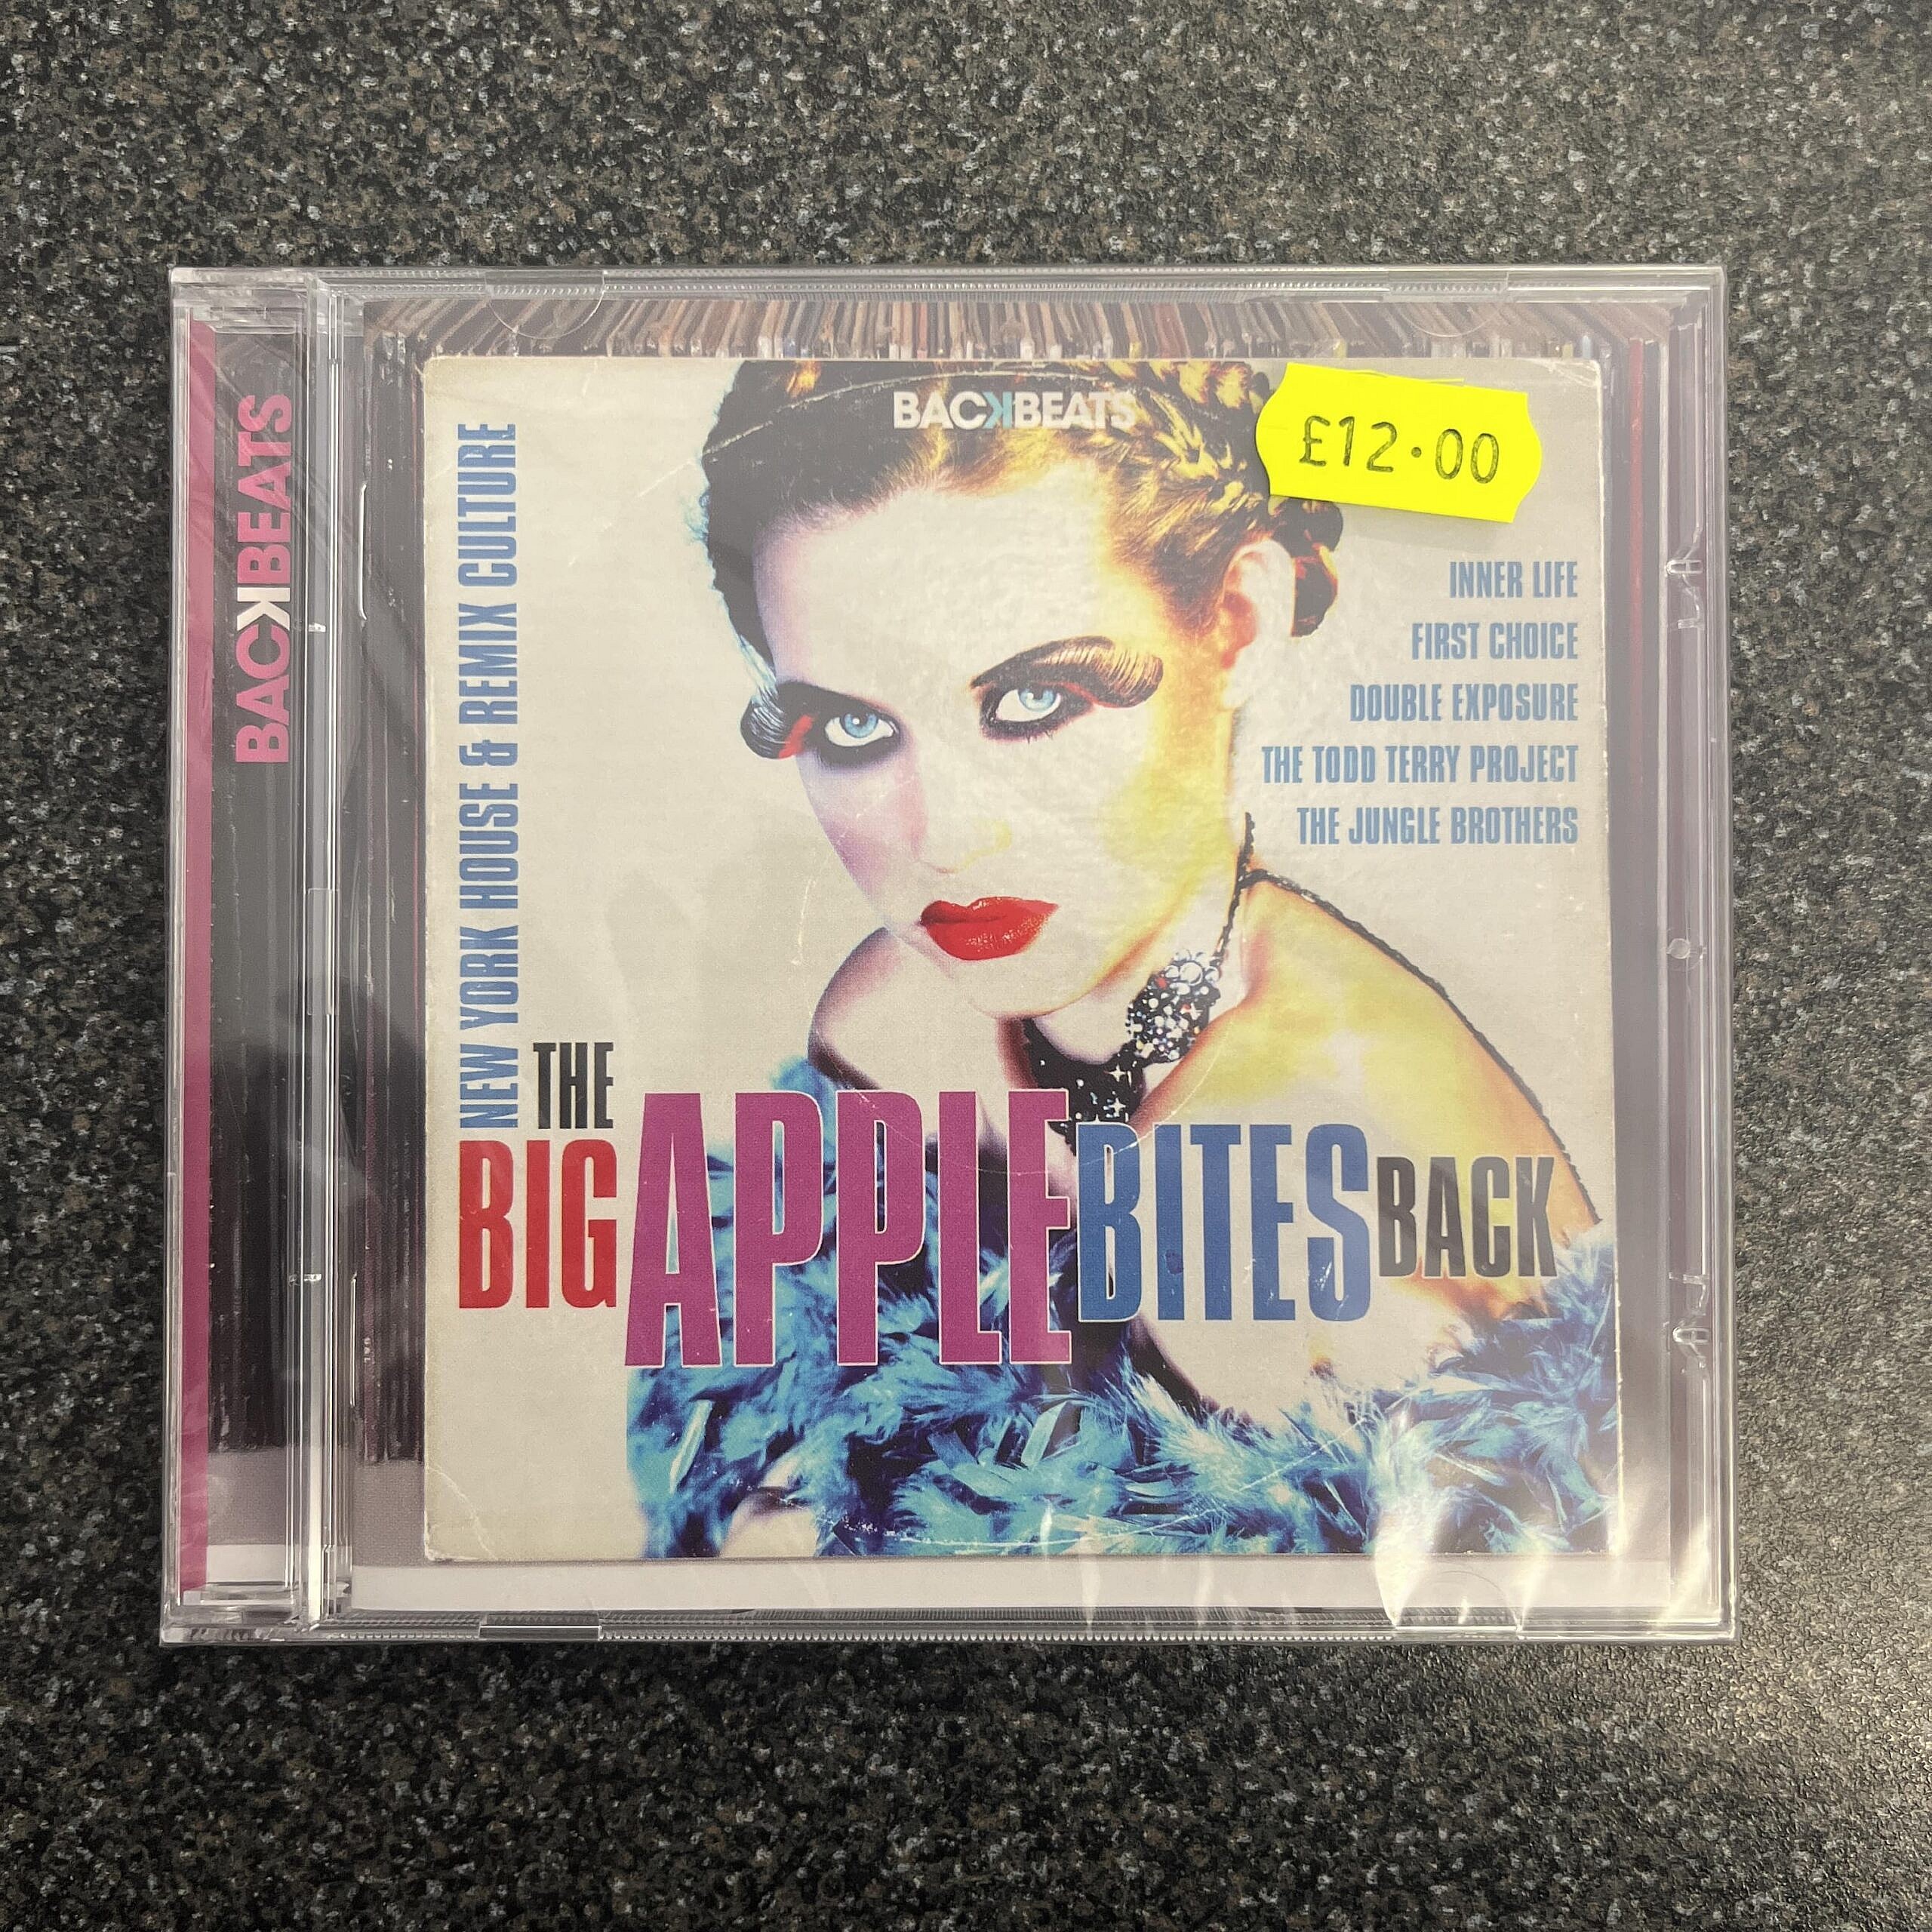 BACKBEATS
BACKBEATS
£12.00
NEW YORK HOUSE & REMIX CULTURE
INNER LIFE
FIRST CHOICE
DOUBLE EXPOSURE
THE TODD TERRY PROJECT
THE JUNGLE BROTHERS
THE
BIG APPLE BITES BACK